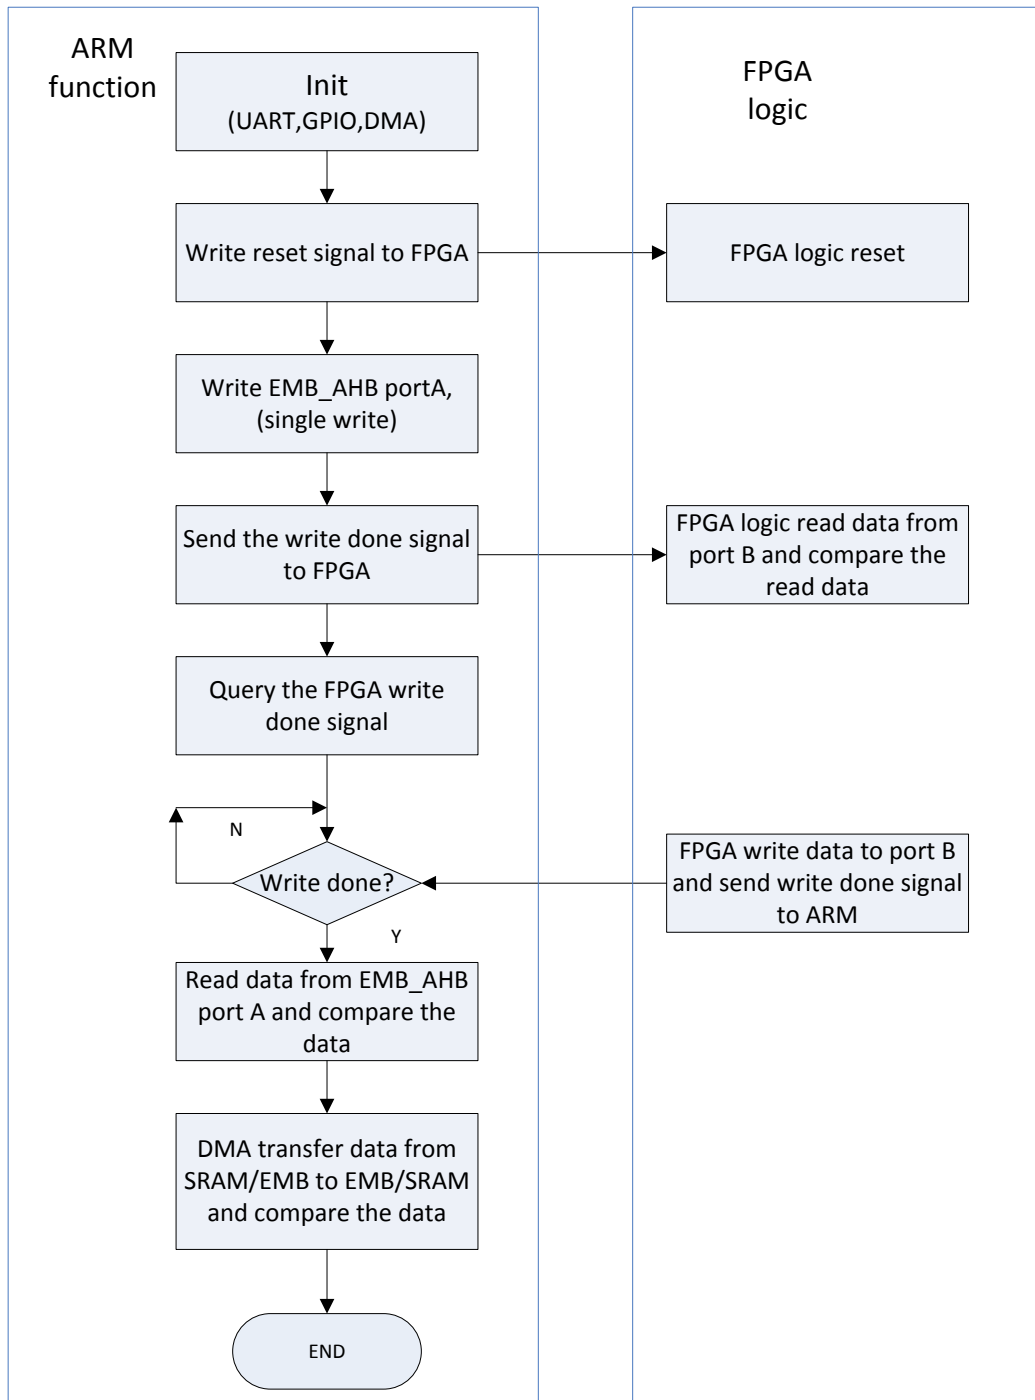 ARM
function
Init
(UART,GPIO,DMA)
FPGA
logic
Write reset signal to FPGA
FPGA logic reset
Write EMB_AHB portA,
(single write)
Send the write done signal
to FPGA
FPGA logic read data from
port B and compare the
read data
Query the FPGA write
done signal
N
Write done?
FPGA write data to port B
and send write done signal
to ARM
Y
Read data from EMB_AHB
port A and compare the
data
DMA transfer data from
SRAM/EMB to EMB/SRAM
and compare the data
END